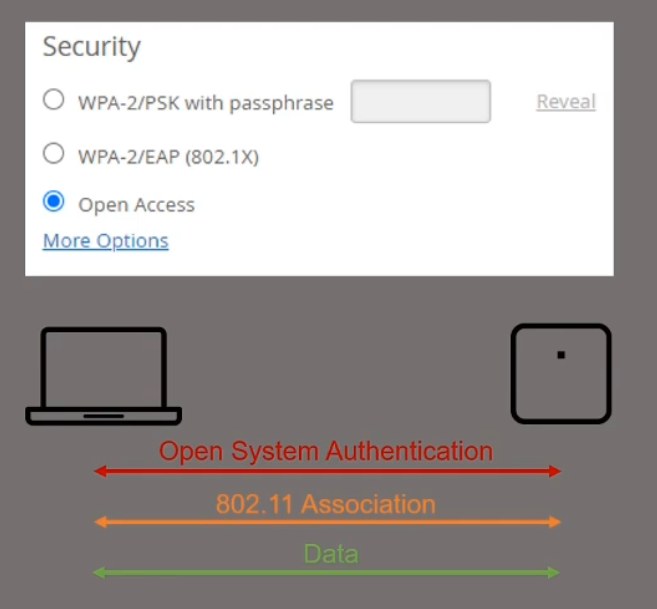 Security
WPA-2/PSK with passphrase Reveal
WPA-2/EAP (802.1X)
Open Access
More Options
Open System Authentication
802.11 Association
Data